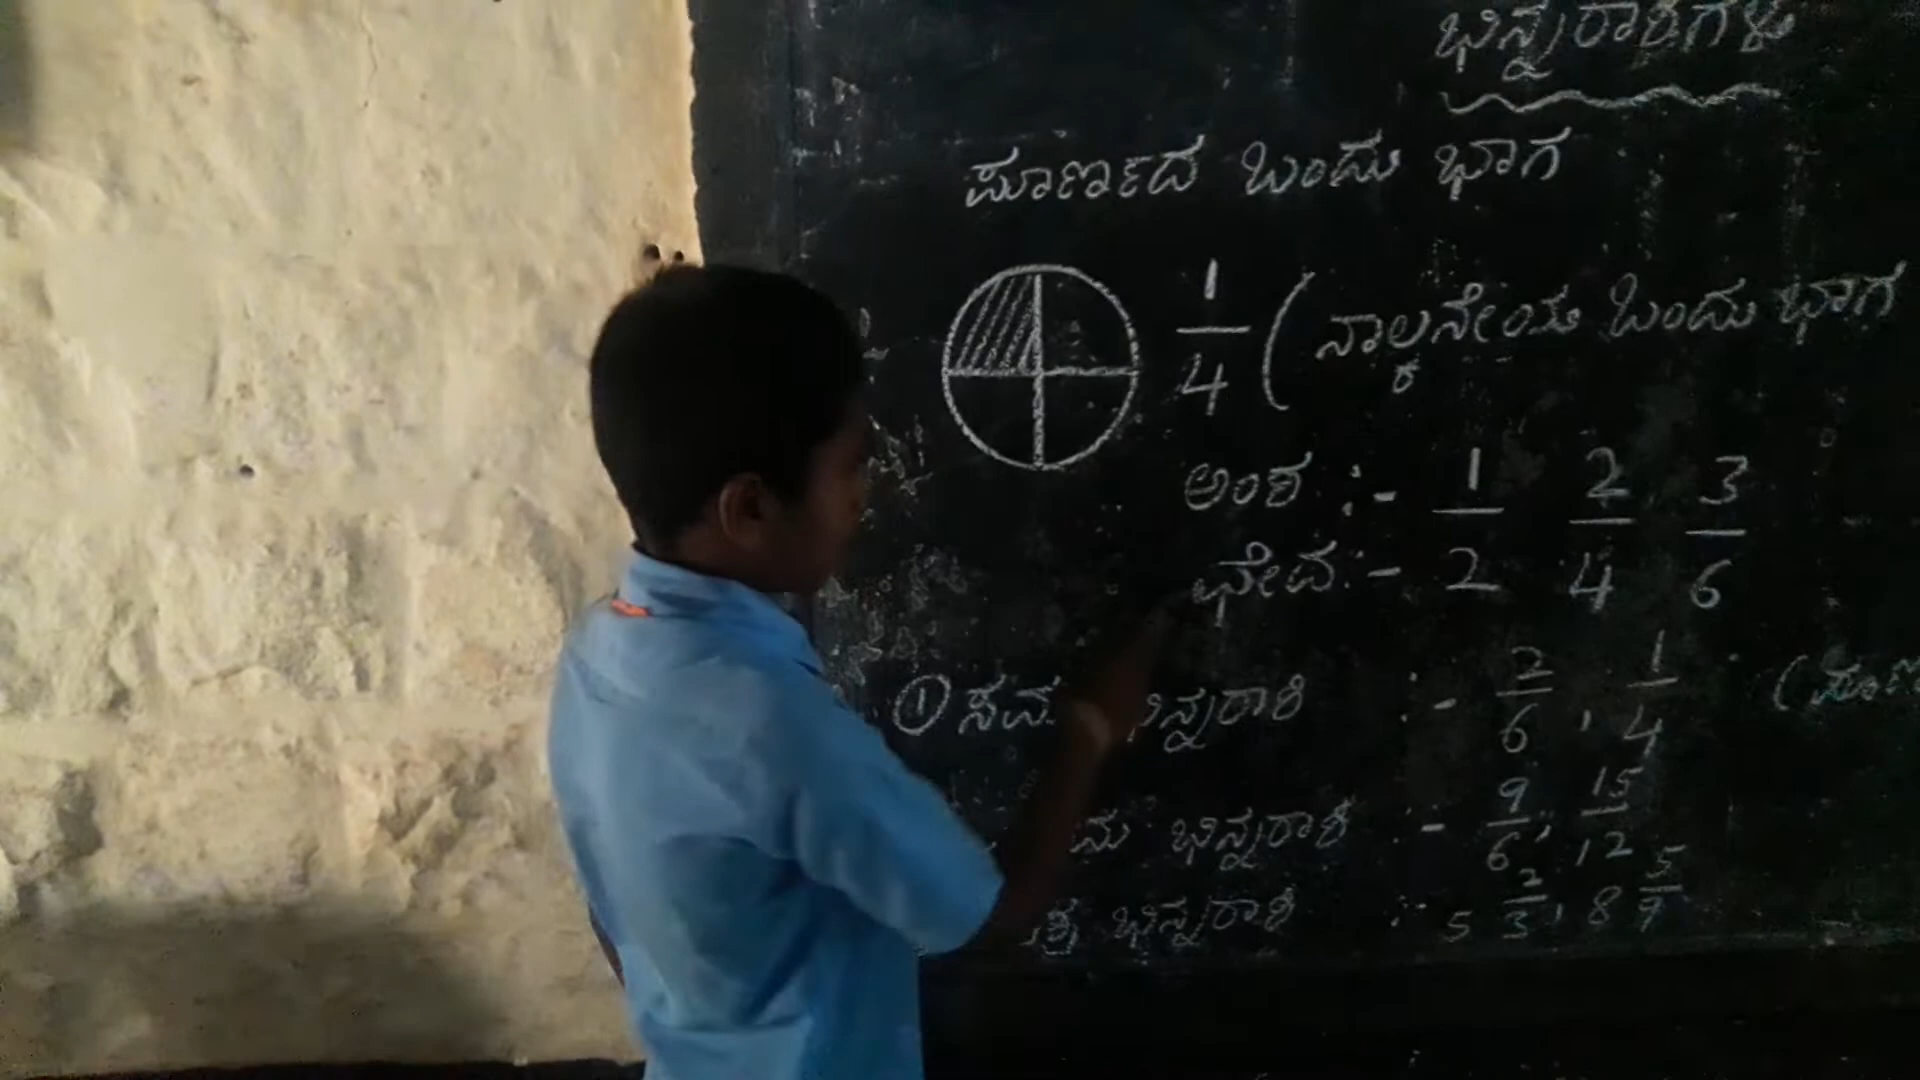 ಭಿನ್ನರಾಶಿಗಳು
ಪೂರ್ಣದ ಒಂದು ಭಾಗ
1/4 ( ನಾಲ್ಕನೇಯ ಒಂದು ಭಾಗ
ಅಂಶ :- 1 2 3
ಛೇದ :- 2 4 6
① ಸಮ ಭಿನ್ನರಾಶಿ :- 2/6 , 1/4 (ಪೂರ್ಣ
ಮ ಭಿನ್ನರಾಶಿ :- 9/6 , 15/12
ಶ್ರ ಭಿನ್ನರಾಶಿ :- 5 2/3 , 8 5/9